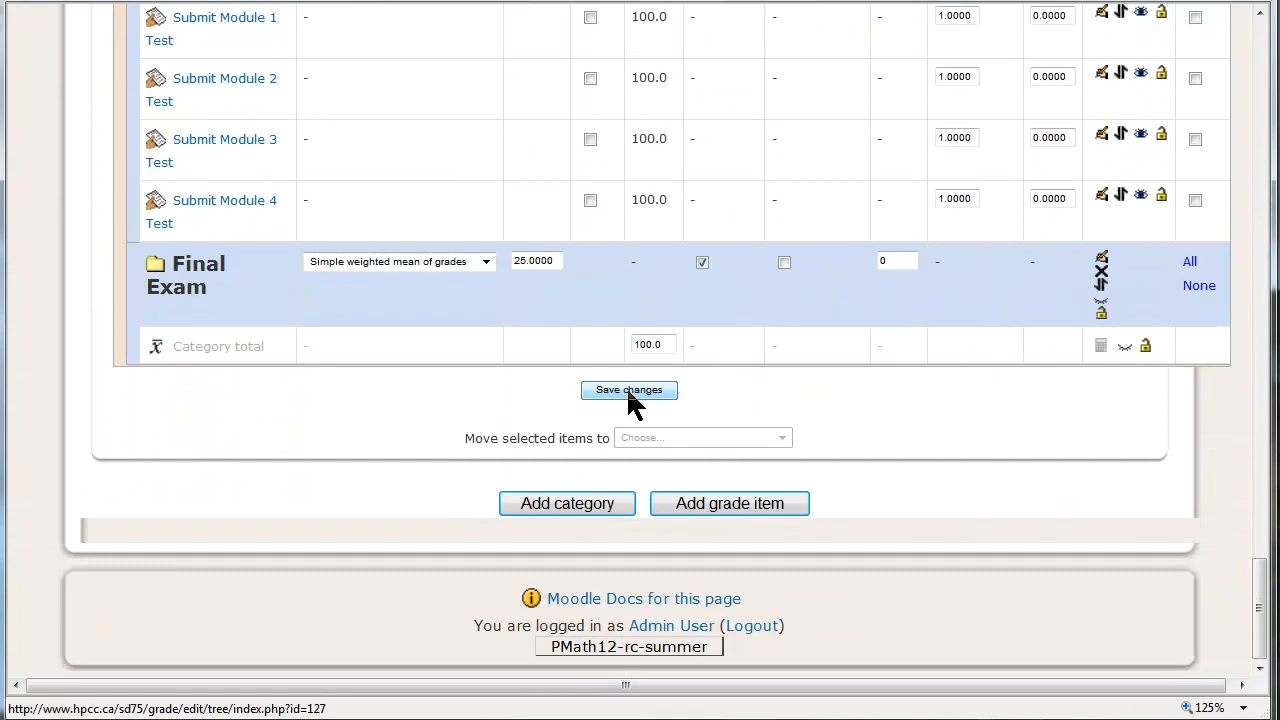 Submit Module 1 Test - 100.0 - - - 1.0000 0.0000
Submit Module 2 Test - 100.0 - - - 1.0000 0.0000
Submit Module 3 Test - 100.0 - - - 1.0000 0.0000
Submit Module 4 Test - 100.0 - - - 1.0000 0.0000
Final Exam Simple weighted mean of grades 25.0000 - 0 - - All None
x̄ Category total - 100.0 - - -
Save changes
Move selected items to Choose...
Add category Add grade item
Moodle Docs for this page
You are logged in as Admin User (Logout)
PMath12-rc-summer
http://www.hpcc.ca/sd75/grade/edit/tree/index.php?id=127 125%